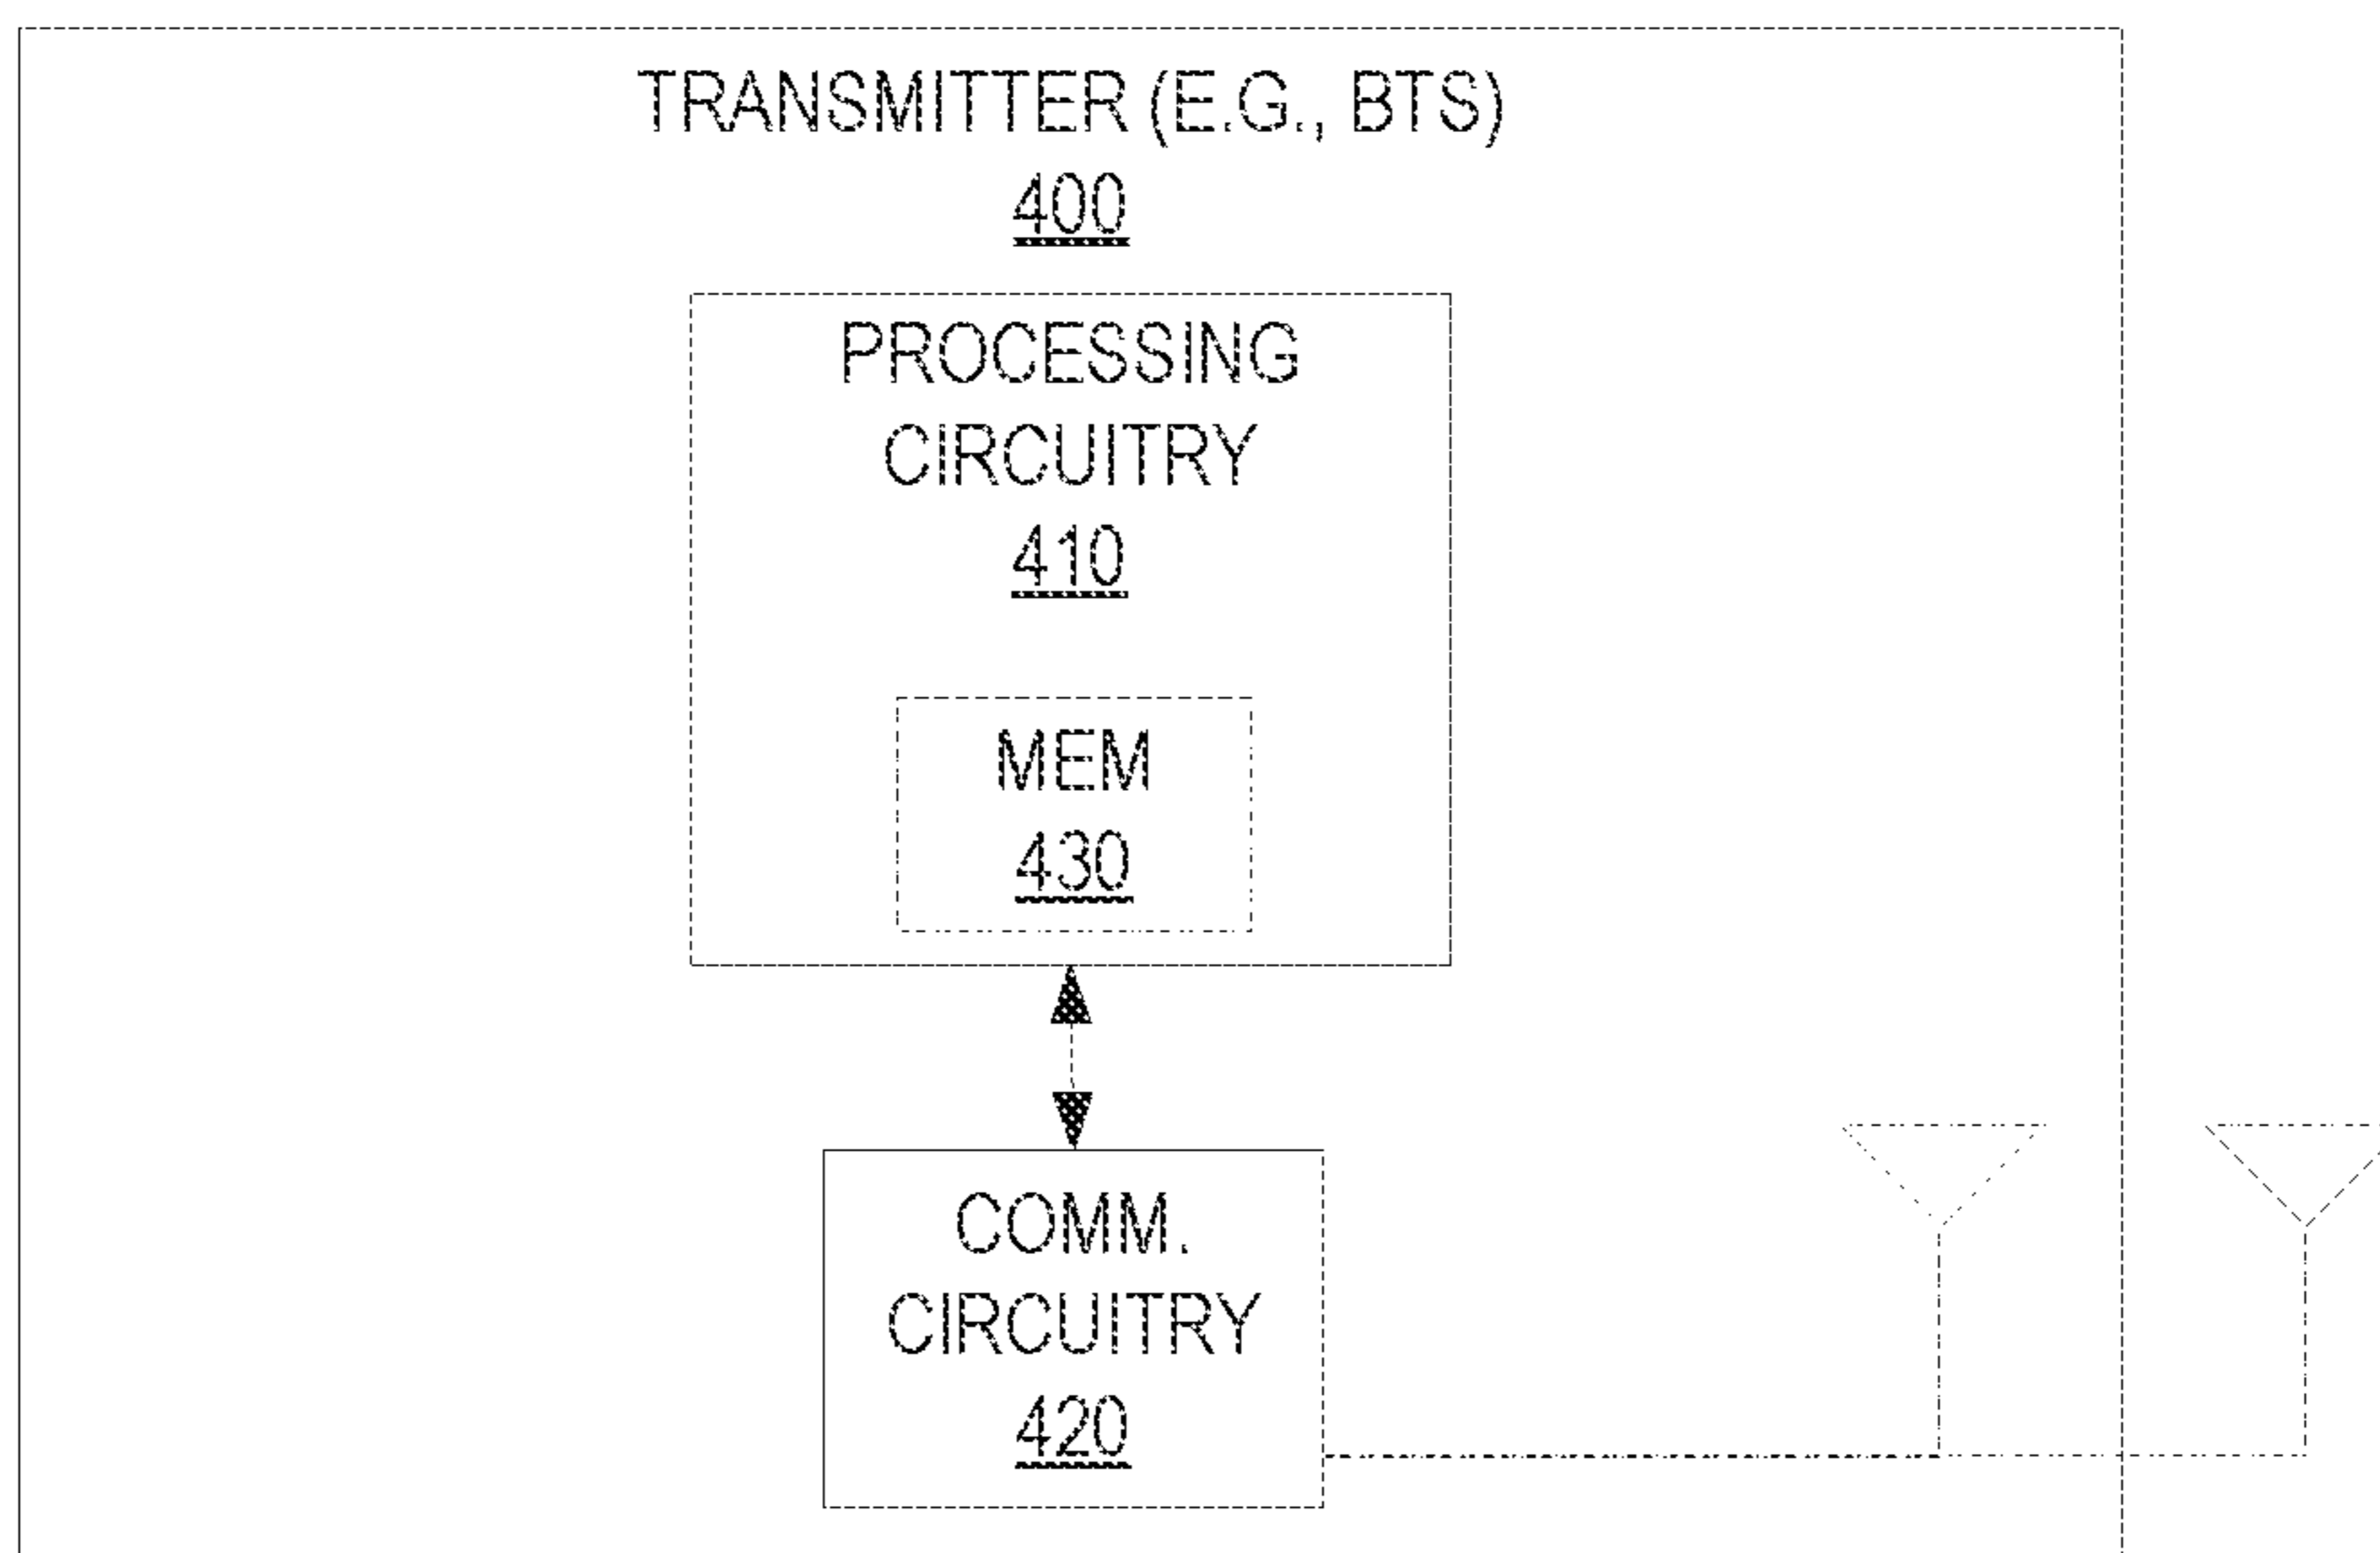 TRANSMITTER (E.G., BTS)
400
PROCESSING
CIRCUITRY
410
MEM
430
COMM.
CIRCUITRY
420